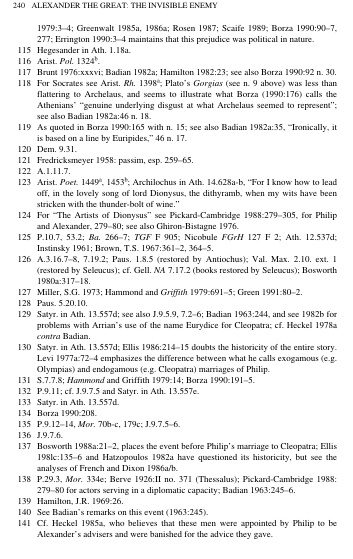 240 ALEXANDER THE GREAT: THE INVISIBLE ENEMY
1979:3–4; Greenwalt 1985a, 1986a; Rosen 1987; Scaife 1989; Borza 1990:90–7,
277; Errington 1990:3–4 maintains that this prejudice was political in nature.
115 Hegesander in Ath. 1.18a.
116 Arist. Pol. 1324ᵇ.
117 Brunt 1976:xxxvi; Badian 1982a; Hamilton 1982:23; see also Borza 1990:92 n. 30.
118 For Socrates see Arist. Rh. 1398ᵃ; Plato's Gorgias (see n. 9 above) was less than
flattering to Archelaus, and seems to illustrate what Borza (1990:176) calls the
Athenians' “genuine underlying disgust at what Archelaus seemed to represent”;
see also Badian 1982a:46 n. 18.
119 As quoted in Borza 1990:165 with n. 15; see also Badian 1982a:35, “Ironically, it
is based on a line by Euripides,” 46 n. 17.
120 Dem. 9.31.
121 Fredricksmeyer 1958: passim, esp. 259–65.
122 A.1.11.7.
123 Arist. Poet. 1449ᵃ, 1453ᵇ; Archilochus in Ath. 14.628a-b, “For I know how to lead
off, in the lovely song of lord Dionysus, the dithyramb, when my wits have been
stricken with the thunder-bolt of wine.”
124 For “The Artists of Dionysus” see Pickard-Cambridge 1988:279–305, for Philip
and Alexander, 279–80; see also Ghiron-Bistagne 1976.
125 P.10.7, 53.2; Ba. 266–7; TGF F 905; Nicobule FGrH 127 F 2; Ath. 12.537d;
Instinsky 1961; Brown, T.S. 1967:361–2, 364–5.
126 A.3.16.7–8, 7.19.2; Paus. 1.8.5 (restored by Antiochus); Val. Max. 2.10. ext. 1
(restored by Seleucus); cf. Gell. NA 7.17.2 (books restored by Seleucus); Bosworth
1980a:317–18.
127 Miller, S.G. 1973; Hammond and Griffith 1979:691–5; Green 1991:80–2.
128 Paus. 5.20.10.
129 Satyr. in Ath. 13.557d; see also J.9.5.9, 7.2–6; Badian 1963:244, and see 1982b for
problems with Arrian's use of the name Eurydice for Cleopatra; cf. Heckel 1978a
contra Badian.
130 Satyr. in Ath. 13.557d; Ellis 1986:214–15 doubts the historicity of the entire story.
Levi 1977a:72–4 emphasizes the difference between what he calls exogamous (e.g.
Olympias) and endogamous (e.g. Cleopatra) marriages of Philip.
131 S.7.7.8; Hammond and Griffith 1979:14; Borza 1990:191–5.
132 P.9.11; cf. J.9.7.5 and Satyr. in Ath. 13.557e.
133 Satyr. in Ath. 13.557d.
134 Borza 1990:208.
135 P.9.12–14, Mor. 70b-c, 179c; J.9.7.5–6.
136 J.9.7.6.
137 Bosworth 1988a:21–2, places the event before Philip's marriage to Cleopatra; Ellis
198lc:135–6 and Hatzopoulos 1982a have questioned its historicity, but see the
analyses of French and Dixon 1986a/b.
138 P.29.3, Mor. 334e; Berve 1926:II no. 371 (Thessalus); Pickard-Cambridge 1988:
279–80 for actors serving in a diplomatic capacity; Badian 1963:245–6.
139 Hamilton, J.R. 1969:26.
140 See Badian's remarks on this event (1963:245).
141 Cf. Heckel 1985a, who believes that these men were appointed by Philip to be
Alexander's advisers and were banished for the advice they gave.